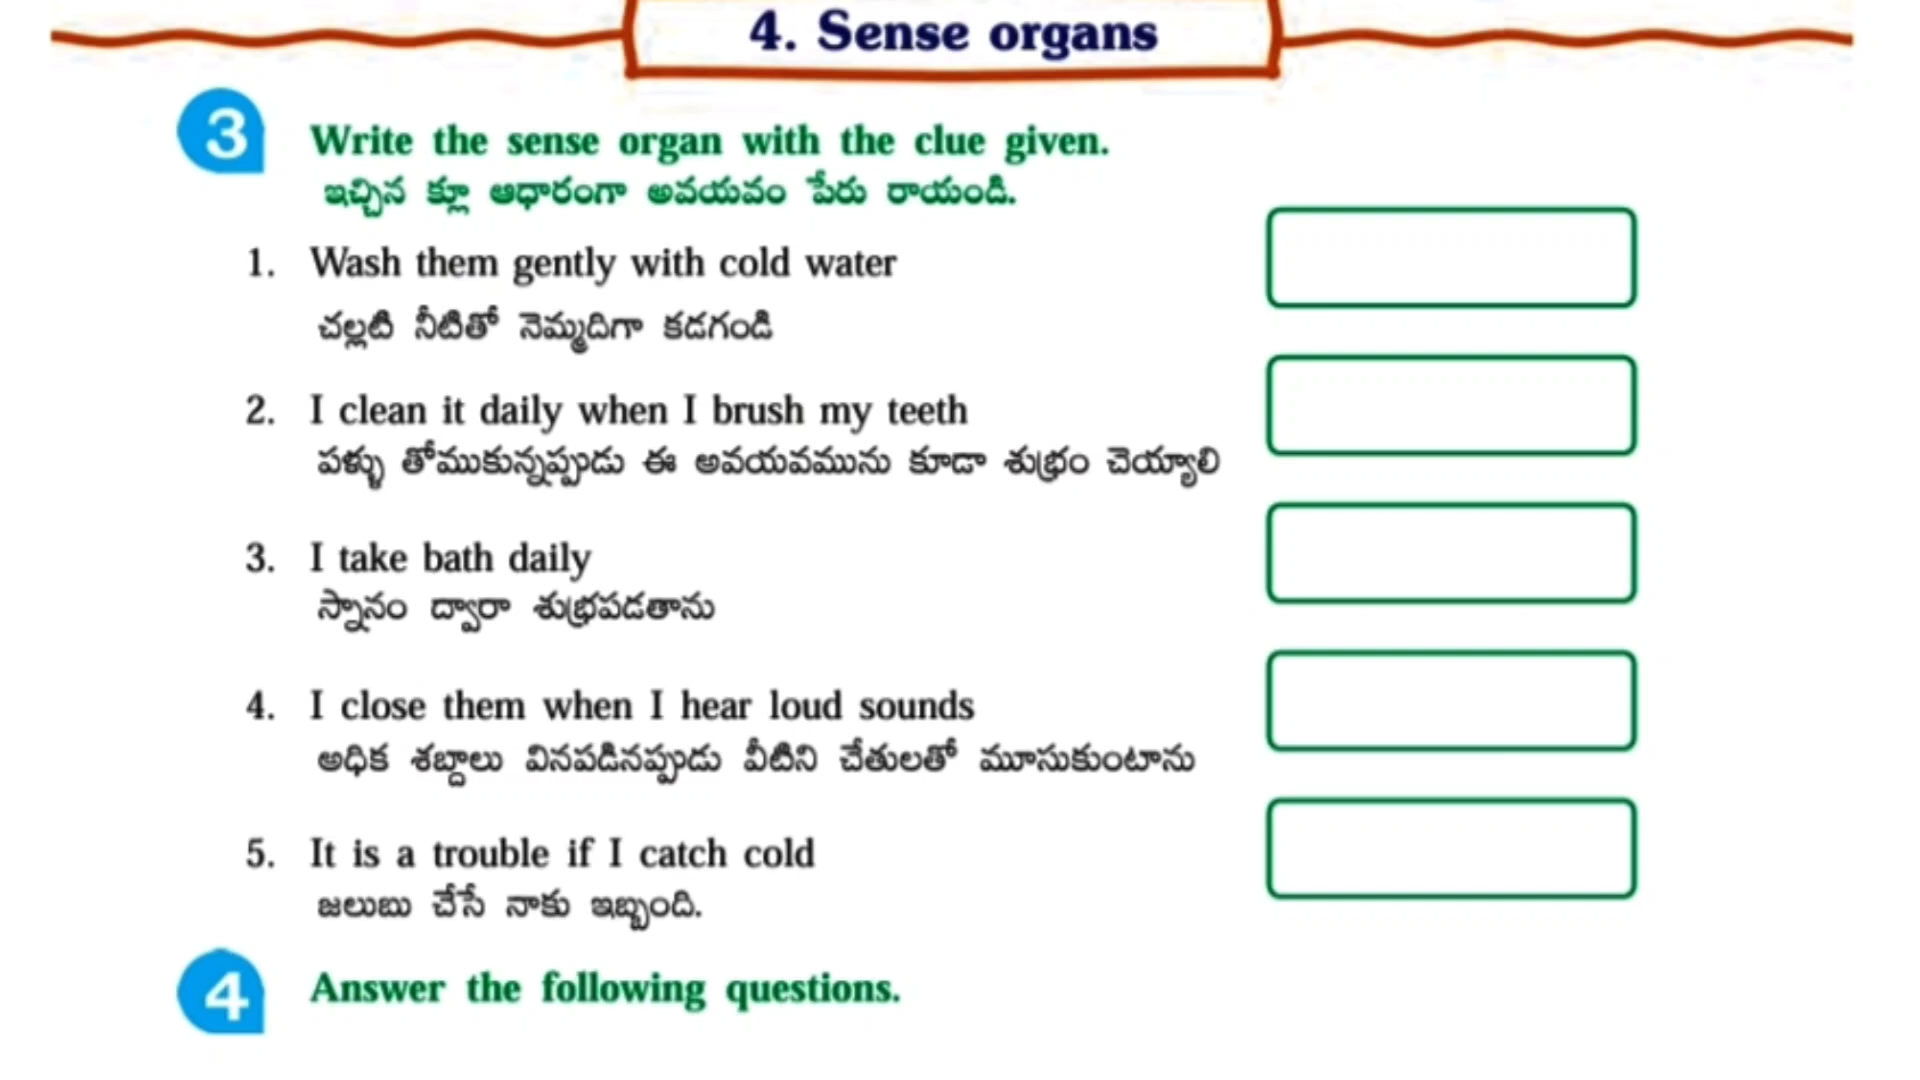 4. Sense organs
3 Write the sense organ with the clue given.
ఇచ్చిన క్లూ ఆధారంగా అవయవం పేరు రాయండి.
1. Wash them gently with cold water
చల్లటి నీటితో నెమ్మదిగా కడగండి
2. I clean it daily when I brush my teeth
పళ్ళు తోముకున్నప్పుడు ఈ అవయవమును కూడా శుభ్రం చెయ్యాలి
3. I take bath daily
స్నానం ద్వారా శుభ్రపడతాను
4. I close them when I hear loud sounds
అధిక శబ్దాలు వినపడినప్పుడు వీటిని చేతులతో మూసుకుంటాను
5. It is a trouble if I catch cold
జలుబు చేసే నాకు ఇబ్బంది.
4 Answer the following questions.